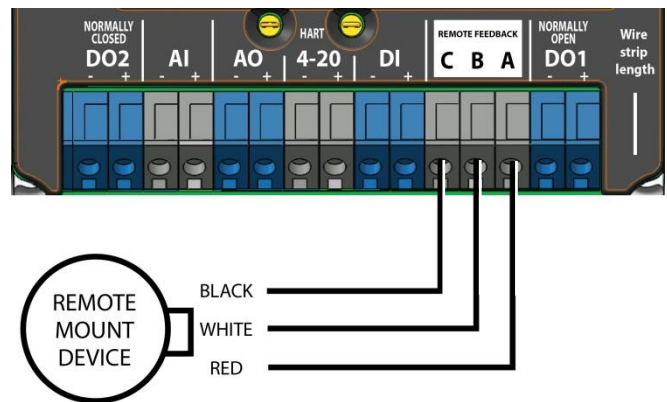 NORMALLY CLOSED
DO2
- +
AI
- +
AO
- +
HART
4-20
- +
DI
- +
REMOTE FEEDBACK
C B A
NORMALLY OPEN
DO1
- +
Wire
strip
length
BLACK
REMOTE
MOUNT
DEVICE
WHITE
RED